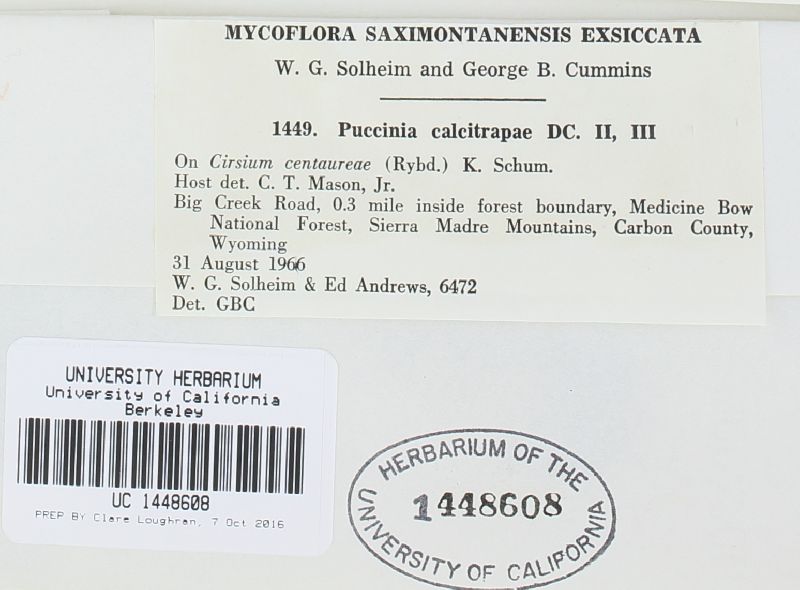 MYCOFLORA SAXIMONTANENSIS EXSICCATA
W. G. Solheim and George B. Cummins
1449. Puccinia calcitrapae DC. II, III
On Cirsium centaureae (Rybd.) K. Schum.
Host det. C. T. Mason, Jr.
Big Creek Road, 0.3 mile inside forest boundary, Medicine Bow
National Forest, Sierra Madre Mountains, Carbon County,
Wyoming
31 August 1966
W. G. Solheim & Ed Andrews, 6472
Det. GBC
UNIVERSITY HERBARIUM
University of California
Berkeley
UC 1448608
PREP BY Clare Loughran, 7 Oct 2016
HERBARIUM OF THE
1448608
UNIVERSITY OF CALIFORNIA